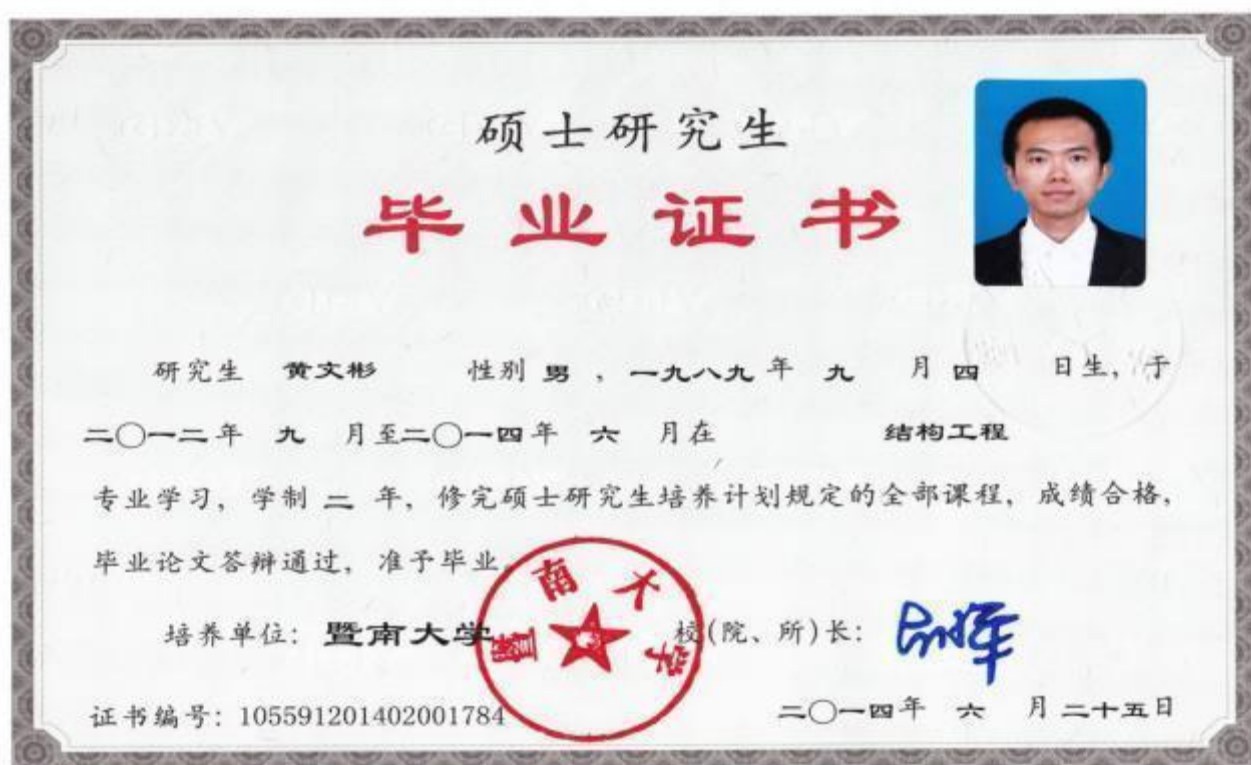 硕士研究生
毕业证书
研究生 黄文彬 性别 男 ，一九八九 年 九 月 四 日生，于
二〇一二 年 九 月至二〇一四年 六 月在 结构工程
专业学习，学制 二 年，修完硕士研究生培养计划规定的全部课程，成绩合格，
毕业论文答辩通过，准予毕业
暨南大学
培养单位：暨南大学 校(院、所)长：
证书编号：105591201402001784 二〇一四年 六 月 二十五日